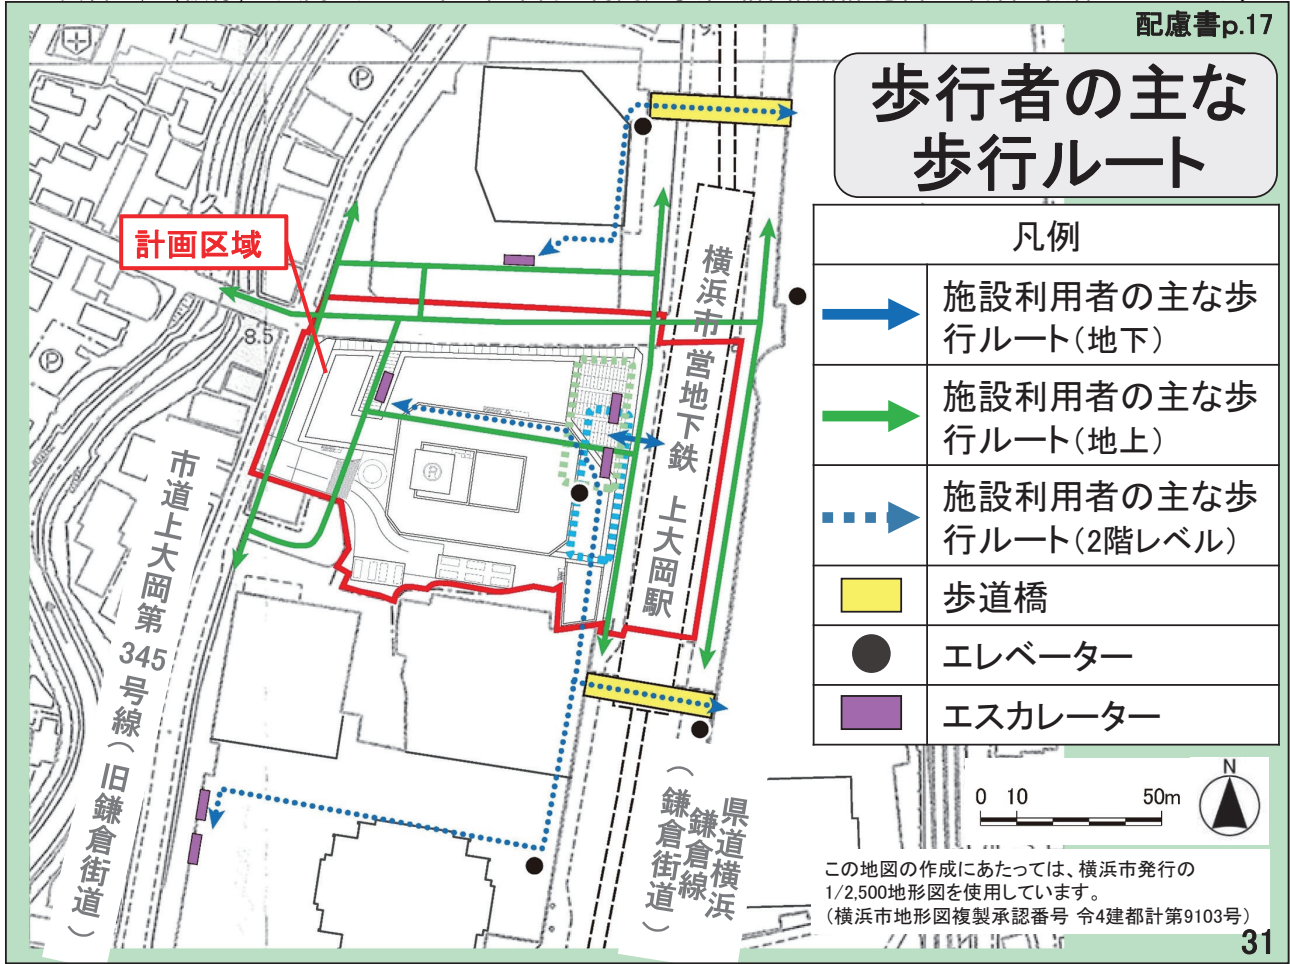 配慮書p.17
歩行者の主な
歩行ルート
計画区域
凡例
施設利用者の主な歩
行ルート(地下)
施設利用者の主な歩
行ルート(地上)
施設利用者の主な歩
行ルート(2階レベル)
歩道橋
エレベーター
エスカレーター
P
8.5
P
R
横浜市営地下鉄 上大岡駅
市道上大岡第345号線(旧鎌倉街道)
県道横浜
鎌倉線
(鎌倉街道)
0 10 50m
N
この地図の作成にあたっては、横浜市発行の
1/2,500地形図を使用しています。
(横浜市地形図複製承認番号 令4建都計第9103号)
31